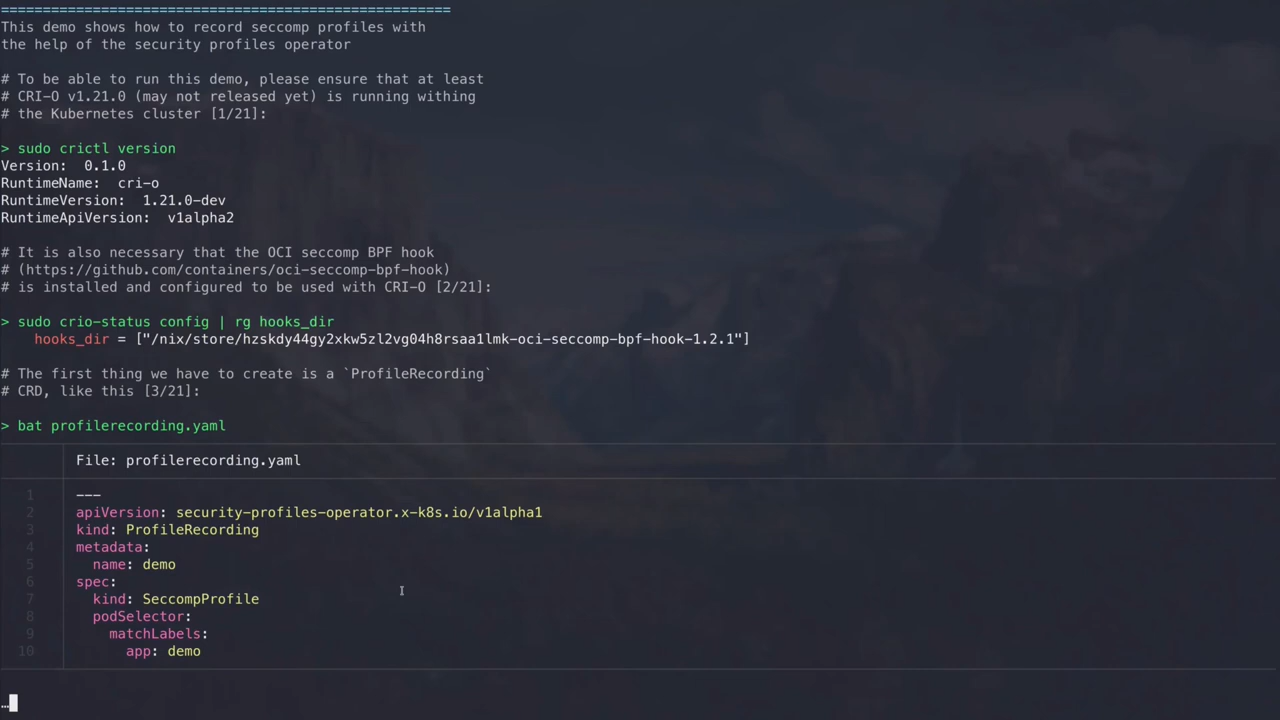 ======================================================
This demo shows how to record seccomp profiles with
the help of the security profiles operator
# To be able to run this demo, please ensure that at least
# CRI-O v1.21.0 (may not released yet) is running withing
# the Kubernetes cluster [1/21]:
> sudo crictl version
Version:  0.1.0
RuntimeName:  cri-o
RuntimeVersion:  1.21.0-dev
RuntimeApiVersion:  v1alpha2
# It is also necessary that the OCI seccomp BPF hook
# (https://github.com/containers/oci-seccomp-bpf-hook)
# is installed and configured to be used with CRI-O [2/21]:
> sudo crio-status config | rg hooks_dir
    hooks_dir = ["/nix/store/hzskdy44gy2xkw5zl2vg04h8rsaa1lmk-oci-seccomp-bpf-hook-1.2.1"]
# The first thing we have to create is a `ProfileRecording`
# CRD, like this [3/21]:
> bat profilerecording.yaml
File: profilerecording.yaml
1 ---
2 apiVersion: security-profiles-operator.x-k8s.io/v1alpha1
3 kind: ProfileRecording
4 metadata:
5   name: demo
6 spec:
7   kind: SeccompProfile
8   podSelector:
9     matchLabels:
10       app: demo
…